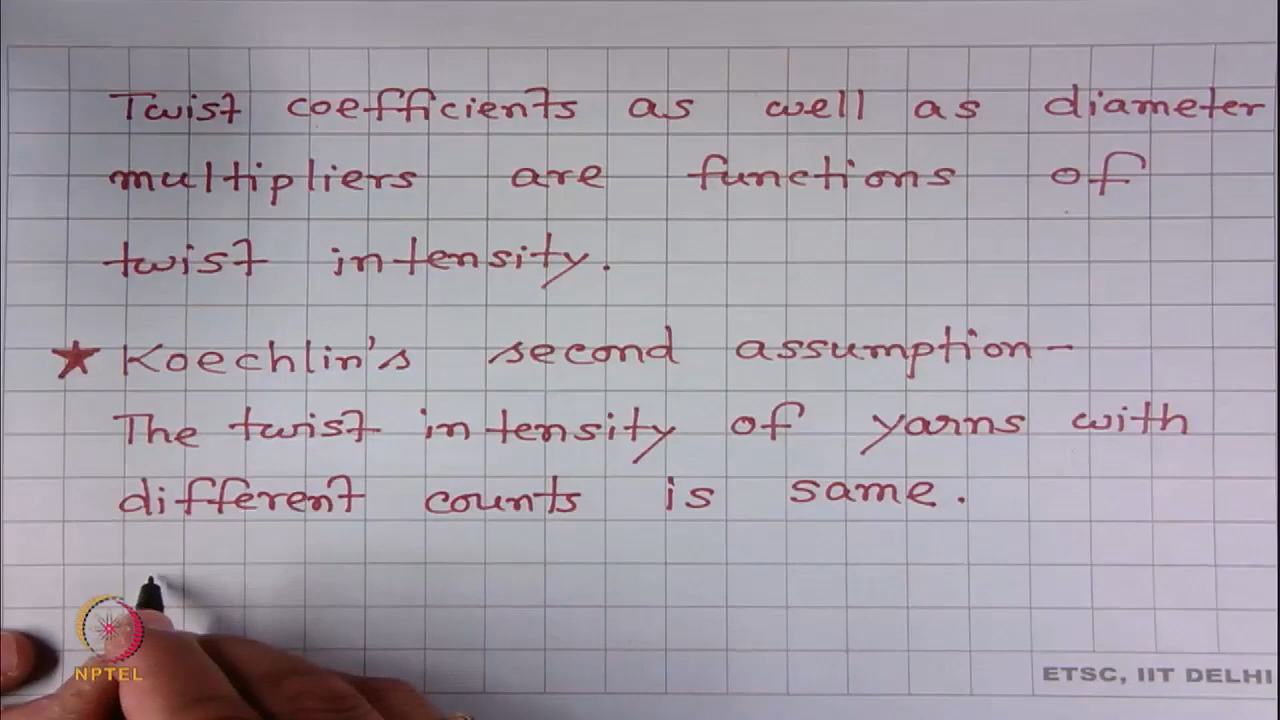 Twist coefficients as well as diameter
multipliers are functions of
twist intensity.
★ Koechlin's second assumption-
The twist intensity of yarns with
different counts is same.
NPTEL
ETSC, IIT DELHI